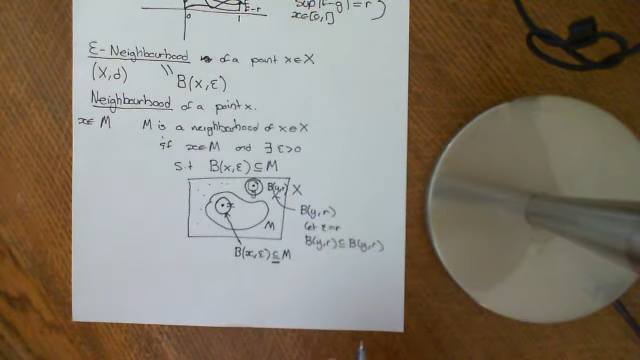 sup |f-g| = r
x∈[0,1]
0 1 f-r
ε-Neighbourhood of a point x∈X
(X,d) B(x,ε)
Neighbourhood of a point x.
x∈M M is a neighbourhood of x∈X
if x∈M and ∃ ε>0
s.t B(x,ε)⊆M
B(y,r) X
x M
B(y,r)
Let ε=r
B(y,r)⊆B(y,r)
B(x,ε)⊆M